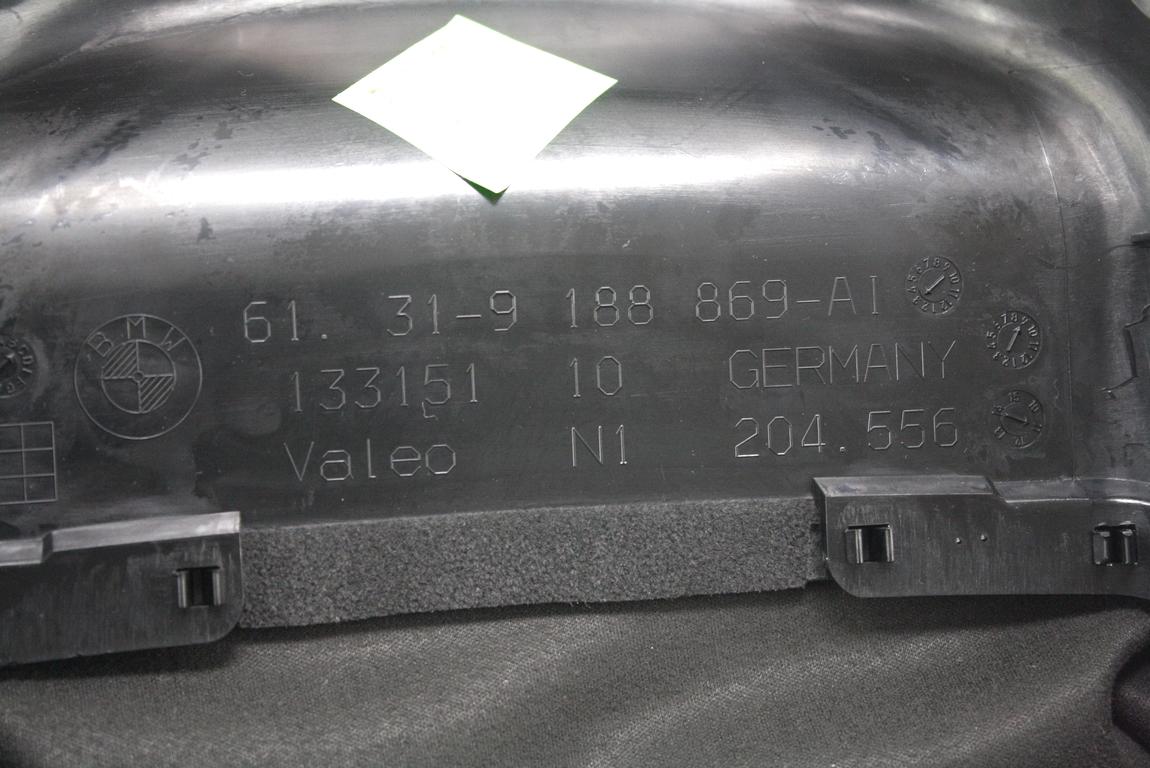 BMW
61. 31-9 188 869-AI
133151 10 GERMANY
Valeo N1 204.556